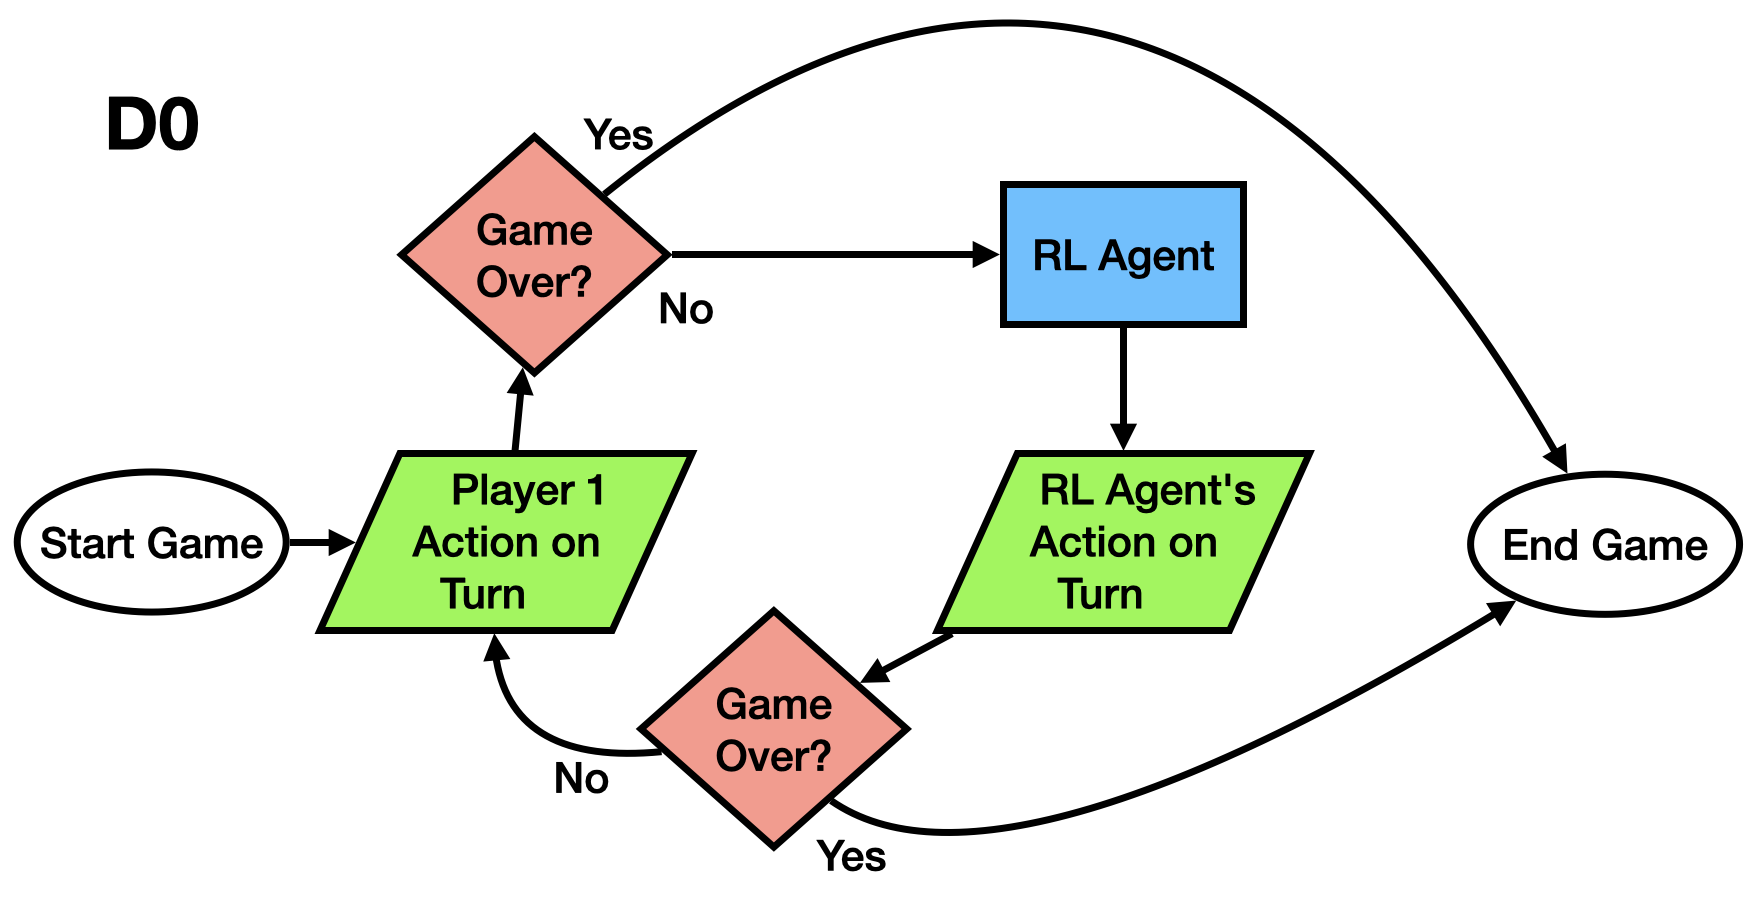 D0
Yes
Game
Over?
No
RL Agent
Start Game
Player 1
Action on
Turn
RL Agent's
Action on
Turn
End Game
Game
Over?
No
Yes